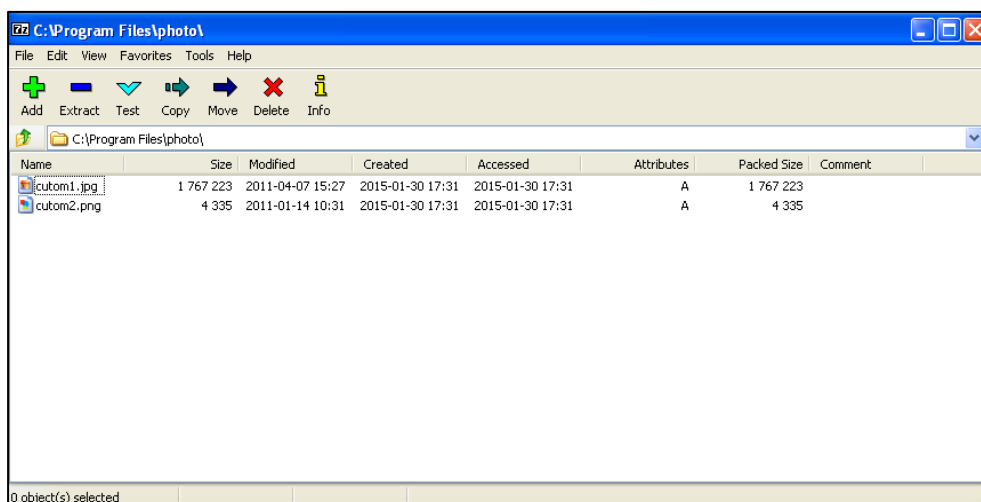 7z C:\Program Files\photo\
File Edit View Favorites Tools Help
Add Extract Test Copy Move Delete Info
C:\Program Files\photo\
Name Size Modified Created Accessed Attributes Packed Size Comment
cutom1.jpg 1 767 223 2011-04-07 15:27 2015-01-30 17:31 2015-01-30 17:31 A 1 767 223
cutom2.png 4 335 2011-01-14 10:31 2015-01-30 17:31 2015-01-30 17:31 A 4 335
0 object(s) selected